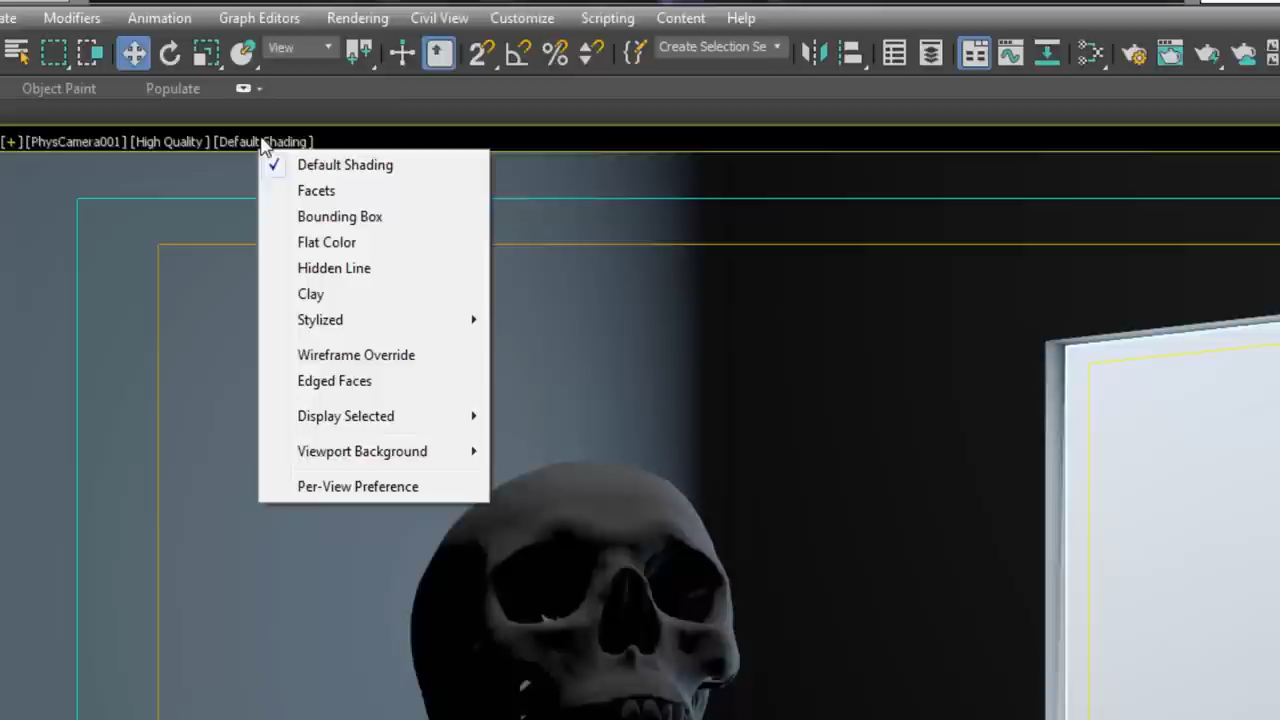 ate Modifiers Animation Graph Editors Rendering Civil View Customize Scripting Content Help
View Create Selection Se
Object Paint Populate
[+] [PhysCamera001] [High Quality ] [Default Shading]
Default Shading
Facets
Bounding Box
Flat Color
Hidden Line
Clay
Stylized
Wireframe Override
Edged Faces
Display Selected
Viewport Background
Per-View Preference